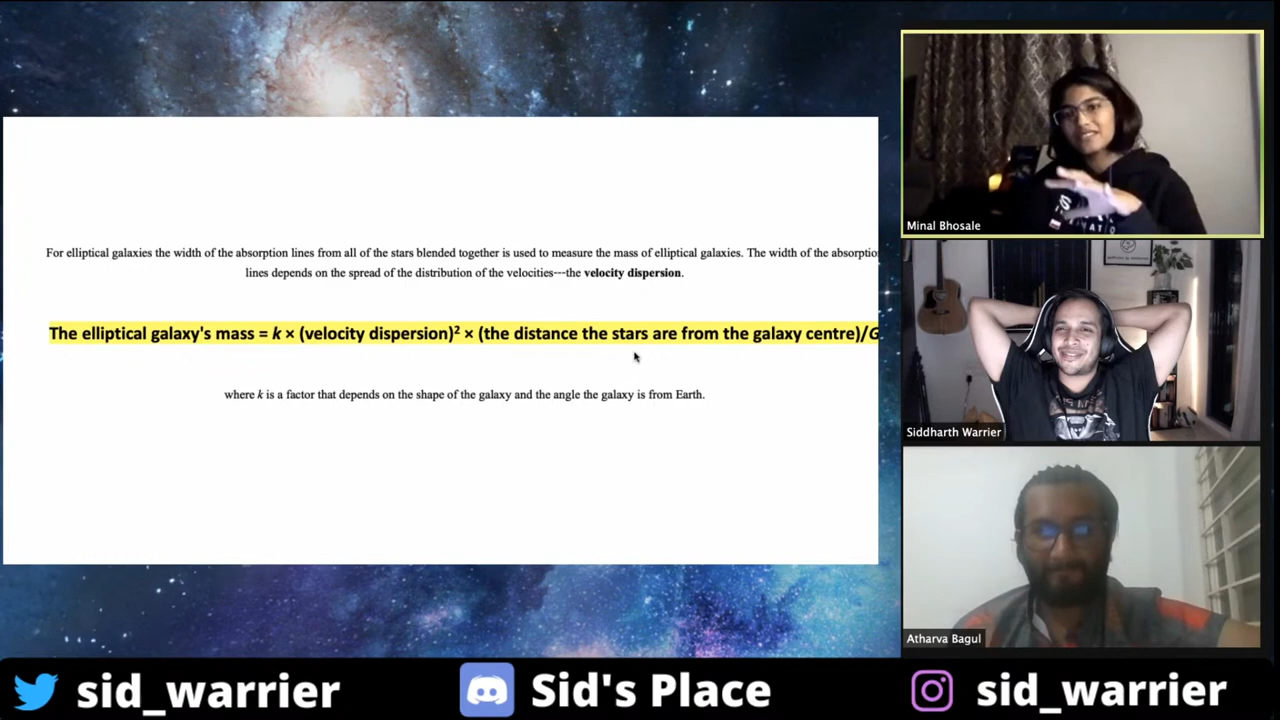 For elliptical galaxies the width of the absorption lines from all of the stars blended together is used to measure the mass of elliptical galaxies. The width of the absorptio
lines depends on the spread of the distribution of the velocities---the velocity dispersion.
The elliptical galaxy's mass = k × (velocity dispersion)² × (the distance the stars are from the galaxy centre)/G
where k is a factor that depends on the shape of the galaxy and the angle the galaxy is from Earth.
Minal Bhosale
Siddharth Warrier
Atharva Bagul
sid_warrier
Sid's Place
sid_warrier